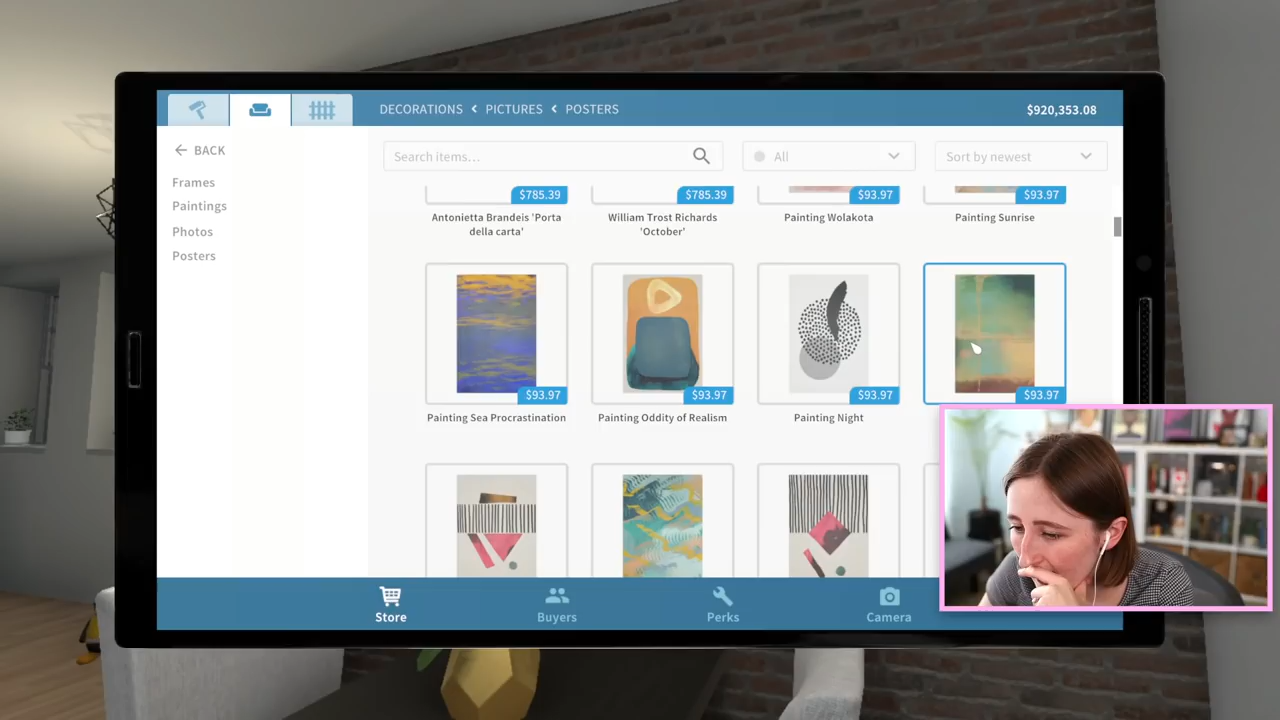 DECORATIONS < PICTURES < POSTERS
$920,353.08
BACK
Frames
Paintings
Photos
Posters
Search items...
All
Sort by newest
$785.39
$785.39
$93.97
$93.97
Antonietta Brandeis 'Porta
della carta'
William Trost Richards
'October'
Painting Wolakota
Painting Sunrise
$93.97
$93.97
$93.97
$93.97
Painting Sea Procrastination
Painting Oddity of Realism
Painting Night
Store
Buyers
Perks
Camera